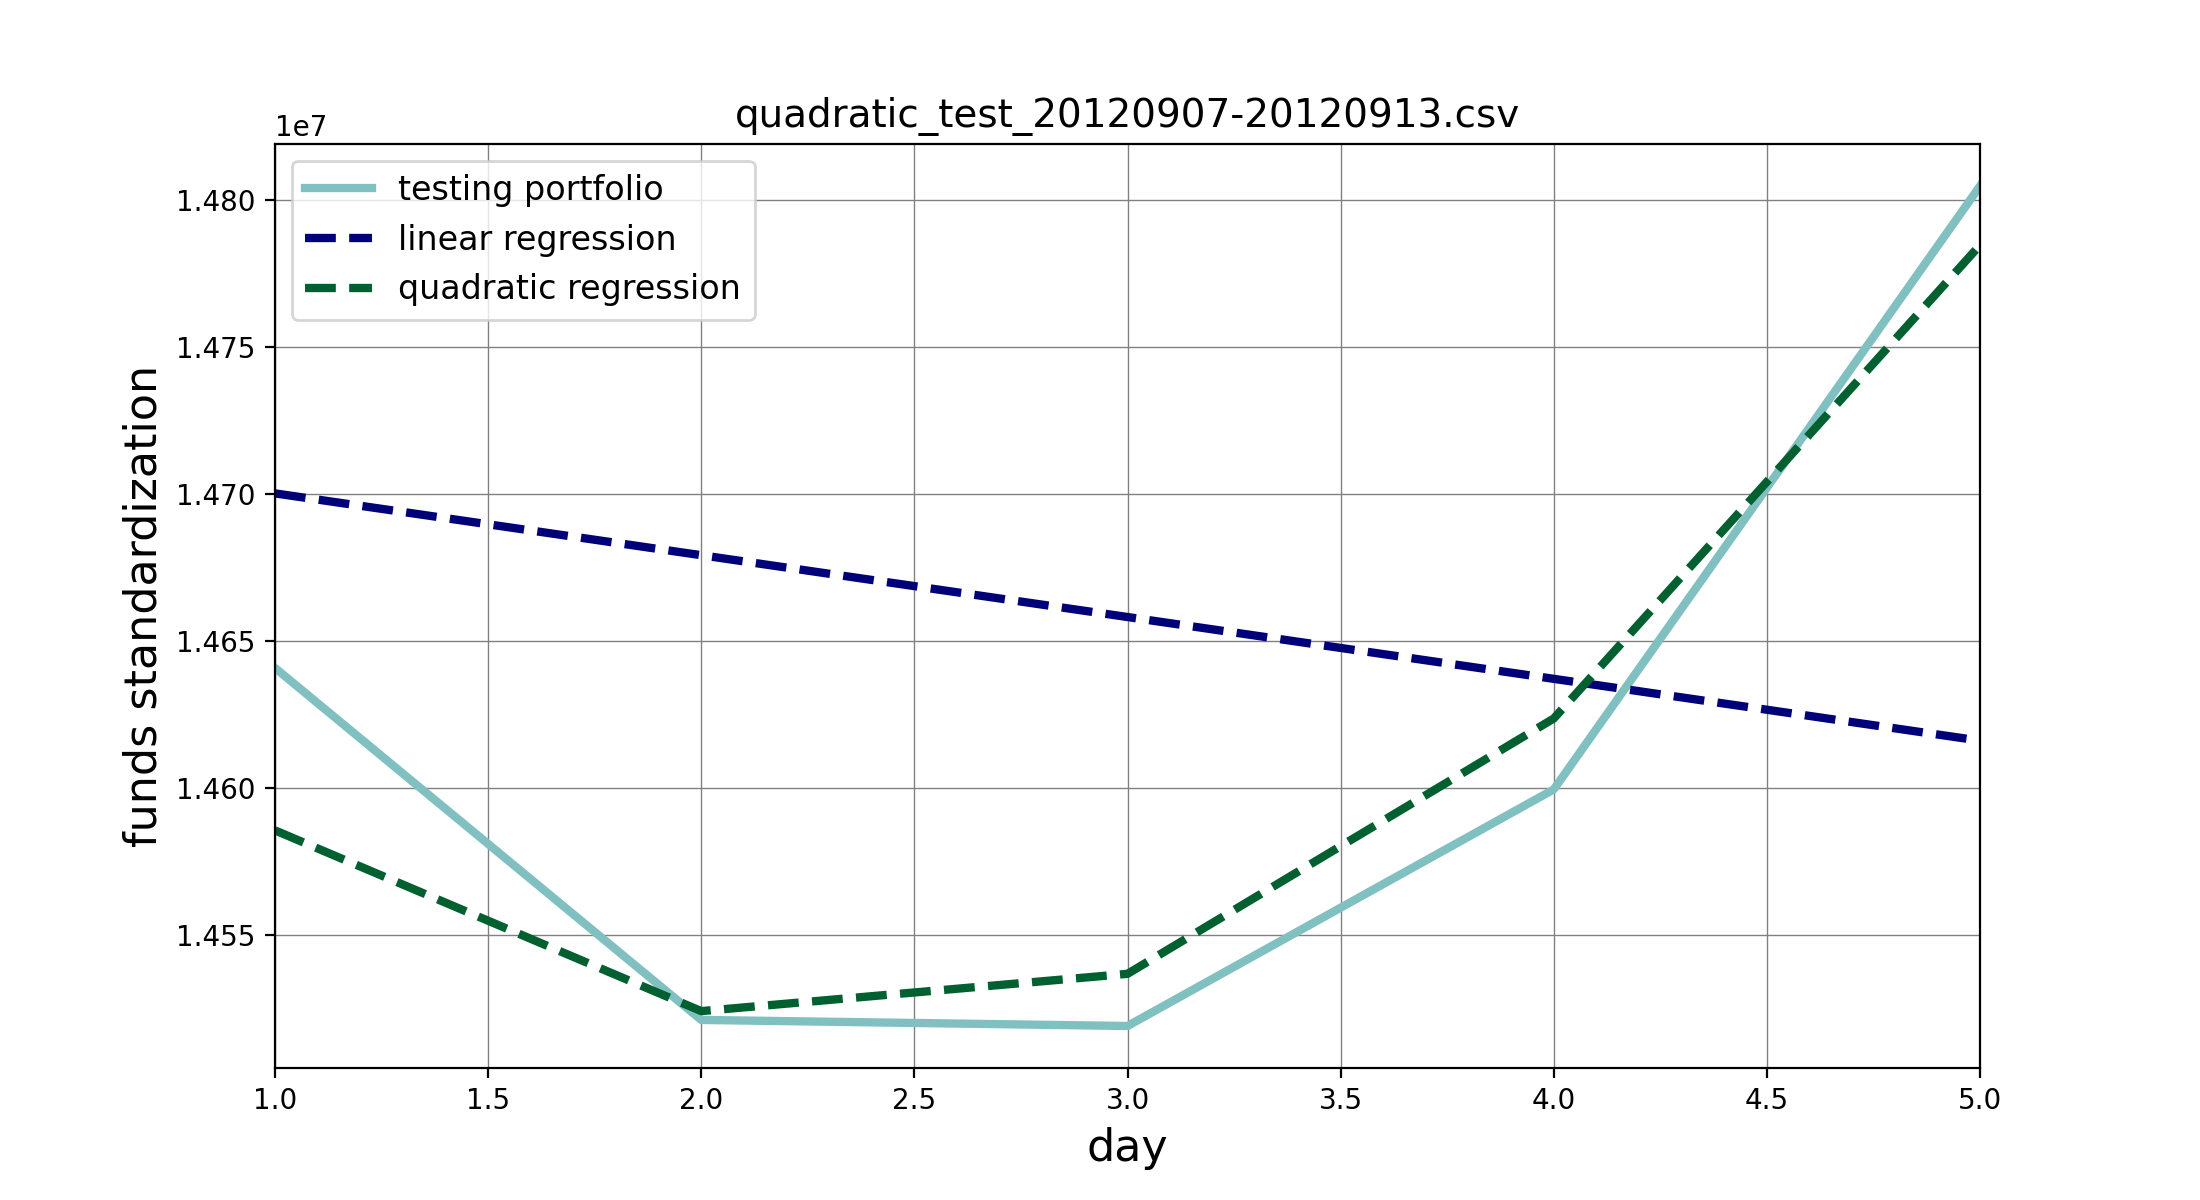 quadratic_test_20120907-20120913.csv
1e7
testing portfolio
linear regression
quadratic regression
1.480
1.475
1.470
1.465
1.460
1.455
funds standardization
1.0 1.5 2.0 2.5 3.0 3.5 4.0 4.5 5.0
day